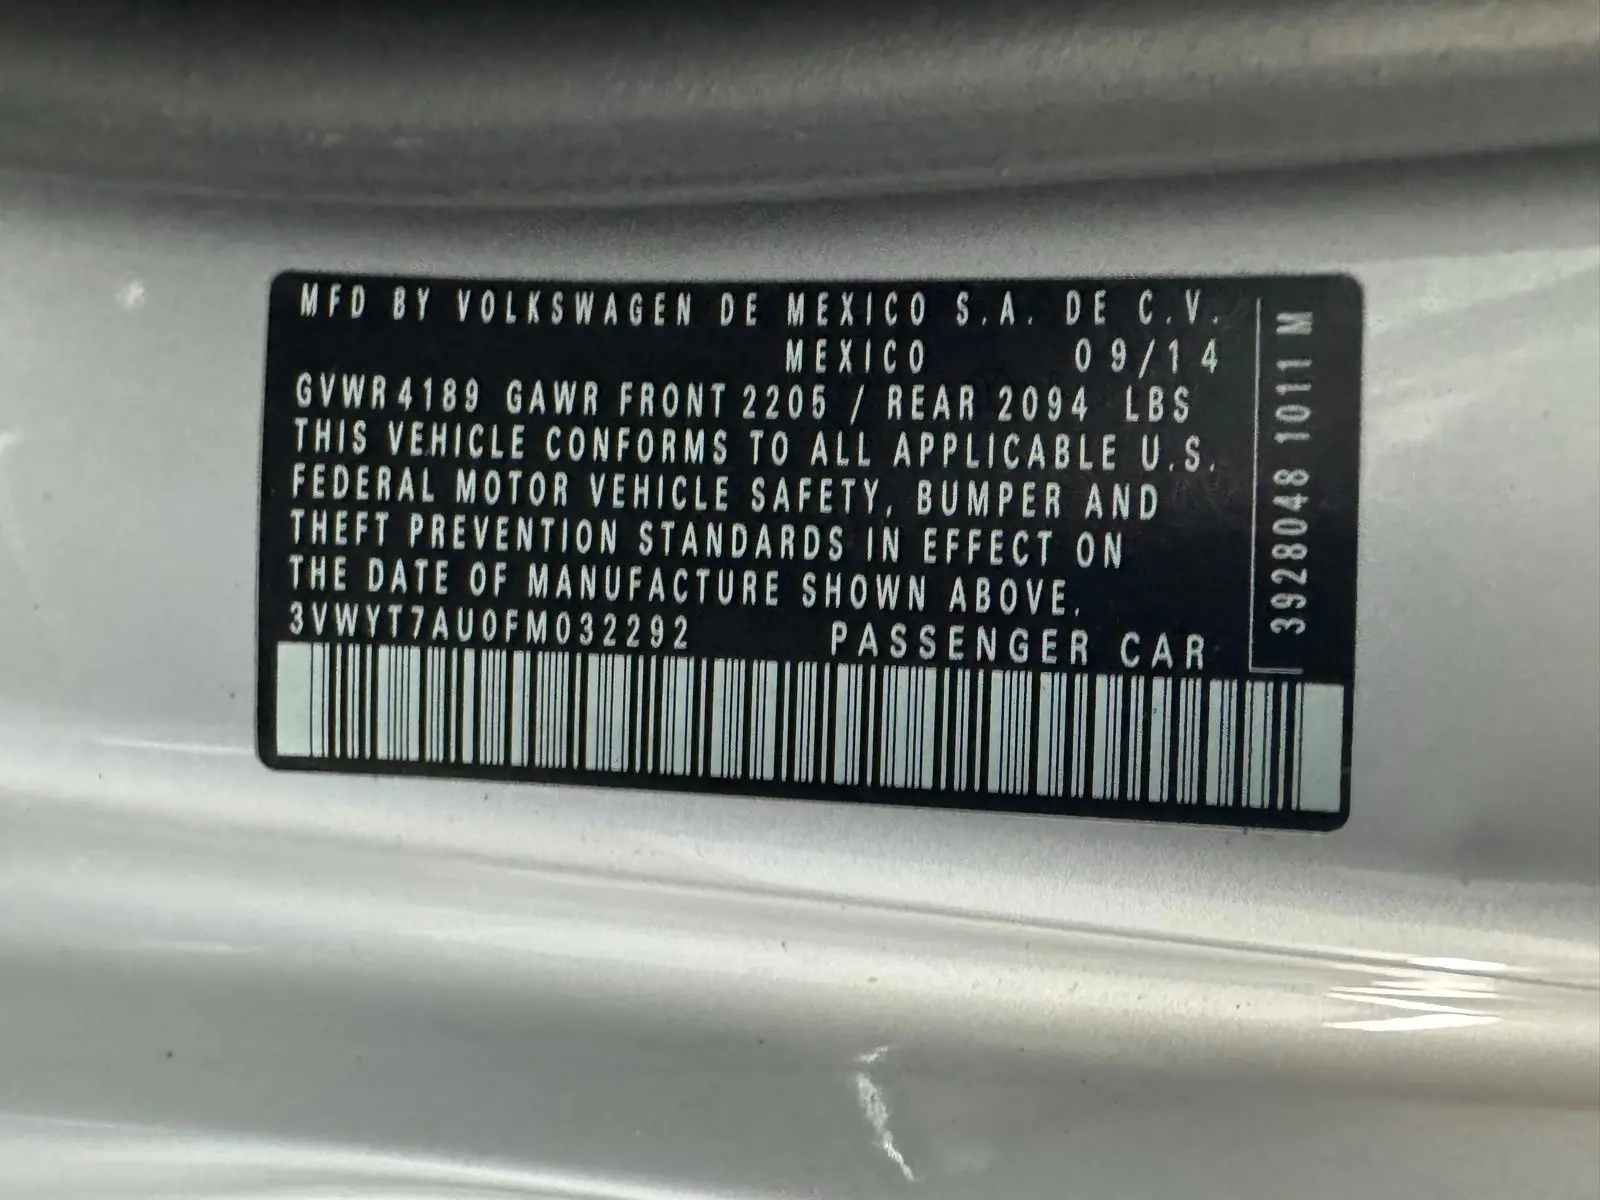 MFD BY VOLKSWAGEN DE MEXICO S.A. DE C.V.
MEXICO 09/14
GVWR 4189 GAWR FRONT 2205 / REAR 2094 LBS
THIS VEHICLE CONFORMS TO ALL APPLICABLE U.S.
FEDERAL MOTOR VEHICLE SAFETY, BUMPER AND
THEFT PREVENTION STANDARDS IN EFFECT ON
THE DATE OF MANUFACTURE SHOWN ABOVE.
3VWYT7AU0FM032292 PASSENGER CAR
3928048 1011 M